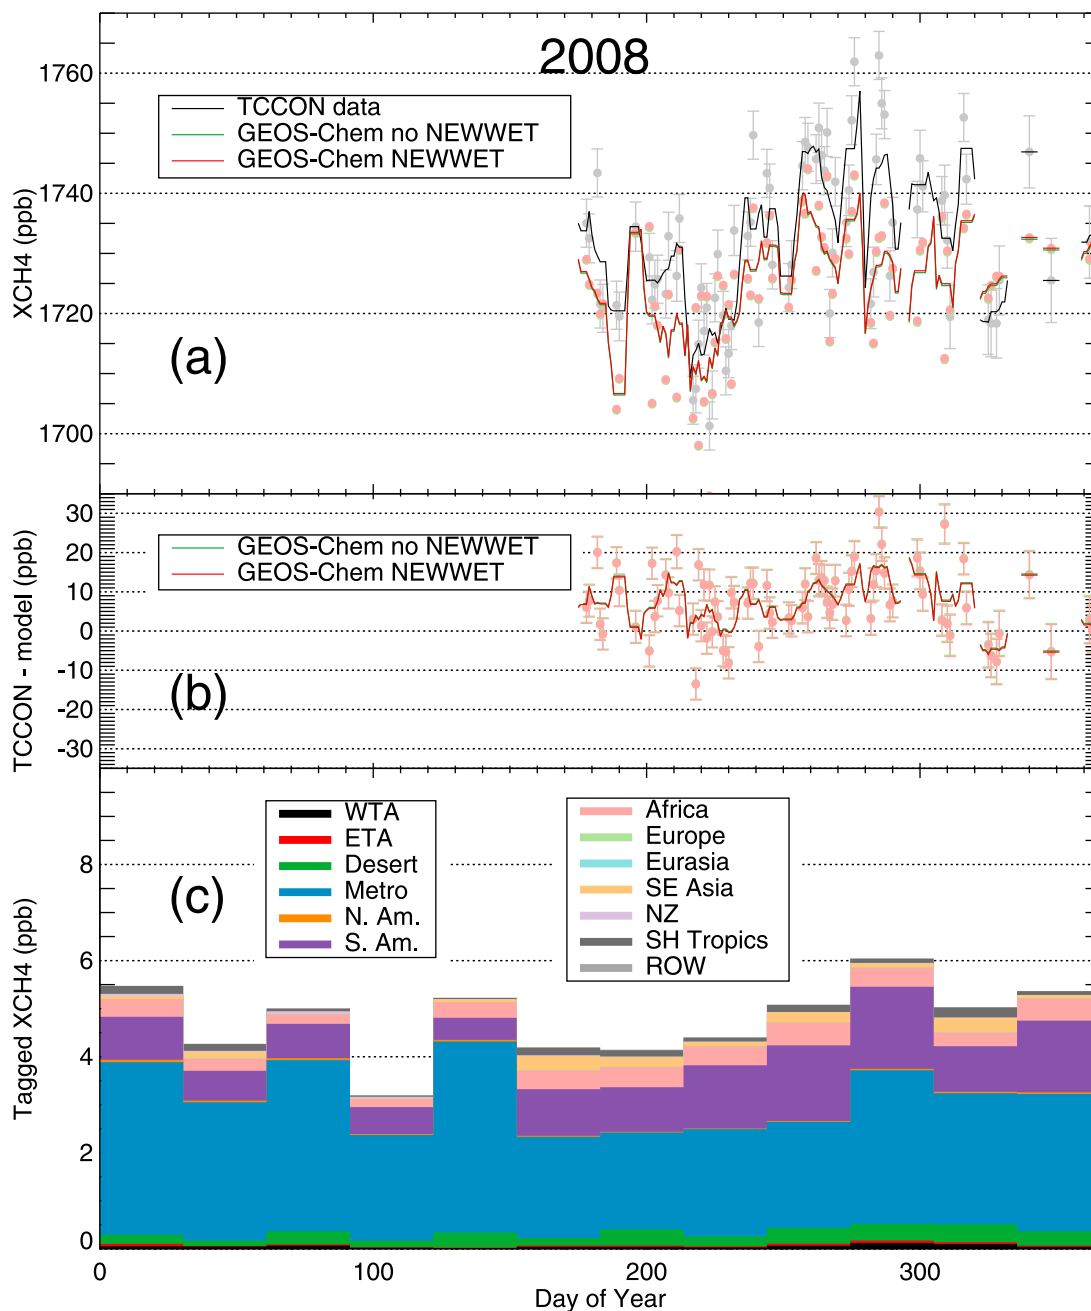 2008
1760
1740
1720
1700
XCH4 (ppb)
TCCON data
GEOS-Chem no NEWWET
GEOS-Chem NEWWET
(a)
30
20
10
0
-10
-20
-30
TCCON - model (ppb)
GEOS-Chem no NEWWET
GEOS-Chem NEWWET
(b)
8
6
4
2
0
Tagged XCH4 (ppb)
(c)
WTA
ETA
Desert
Metro
N. Am.
S. Am.
Africa
Europe
Eurasia
SE Asia
NZ
SH Tropics
ROW
0 100 200 300
Day of Year